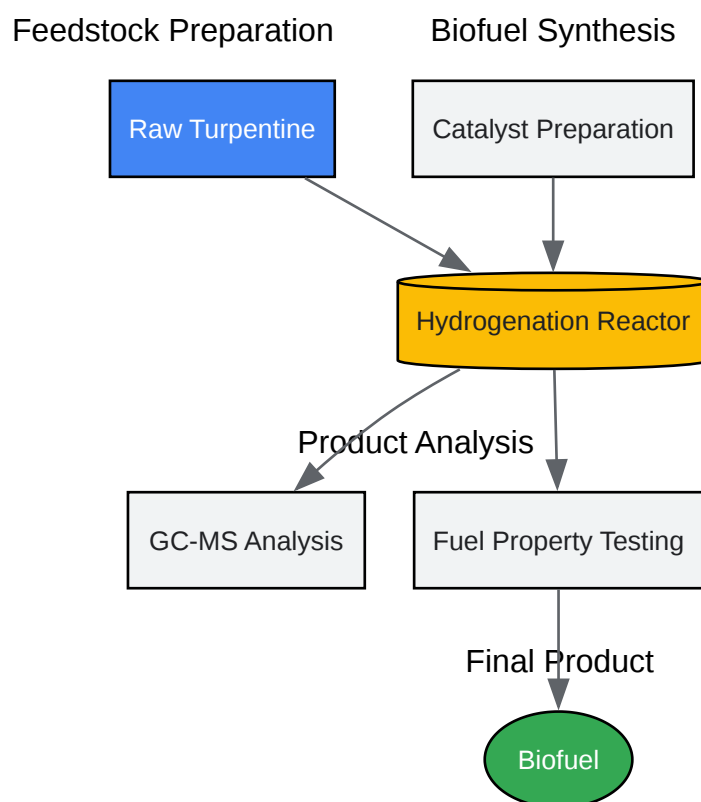 Feedstock Preparation
Biofuel Synthesis
Raw Turpentine
Catalyst Preparation
Hydrogenation Reactor
Product Analysis
GC-MS Analysis
Fuel Property Testing
Final Product
Biofuel